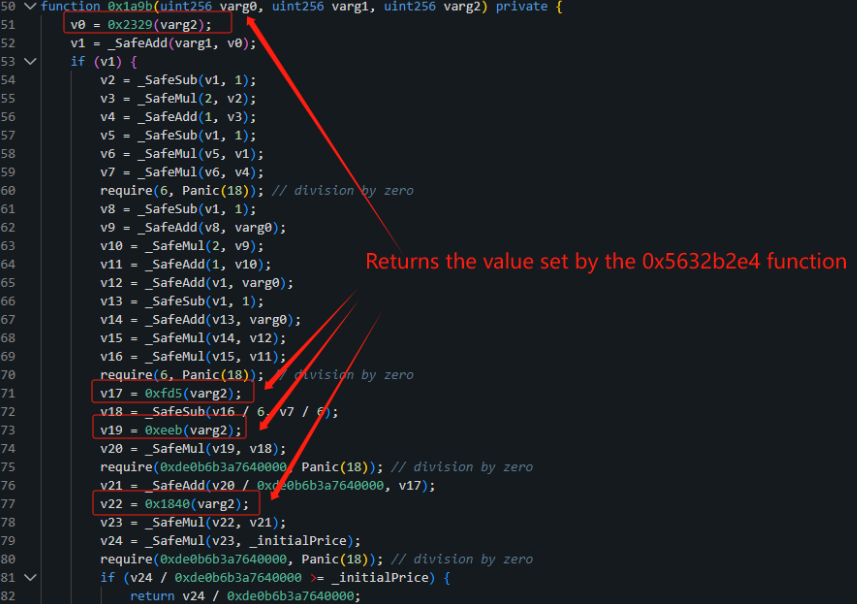 50 function 0x1a9b(uint256 varg0, uint256 varg1, uint256 varg2) private {
51 v0 = 0x2329(varg2);
52 v1 = _SafeAdd(varg1, v0);
53 if (v1) {
54 v2 = _SafeSub(v1, 1);
55 v3 = _SafeMul(2, v2);
56 v4 = _SafeAdd(1, v3);
57 v5 = _SafeSub(v1, 1);
58 v6 = _SafeMul(v5, v1);
59 v7 = _SafeMul(v6, v4);
60 require(6, Panic(18)); // division by zero
61 v8 = _SafeSub(v1, 1);
62 v9 = _SafeAdd(v8, varg0);
63 v10 = _SafeMul(2, v9);
64 v11 = _SafeAdd(1, v10);
65 v12 = _SafeAdd(v1, varg0);
Returns the value set by the 0x5632b2e4 function
66 v13 = _SafeSub(v1, 1);
67 v14 = _SafeAdd(v13, varg0);
68 v15 = _SafeMul(v14, v12);
69 v16 = _SafeMul(v15, v11);
70 require(6, Panic(18)); // division by zero
71 v17 = 0xfd5(varg2);
72 v18 = _SafeSub(v16 / 6, v7 / 6);
73 v19 = 0xeeb(varg2);
74 v20 = _SafeMul(v19, v18);
75 require(0xde0b6b3a7640000, Panic(18)); // division by zero
76 v21 = _SafeAdd(v20 / 0xde0b6b3a7640000, v17);
77 v22 = 0x1840(varg2);
78 v23 = _SafeMul(v22, v21);
79 v24 = _SafeMul(v23, _initialPrice);
80 require(0xde0b6b3a7640000, Panic(18)); // division by zero
81 if (v24 / 0xde0b6b3a7640000 >= _initialPrice) {
82 return v24 / 0xde0b6b3a7640000;